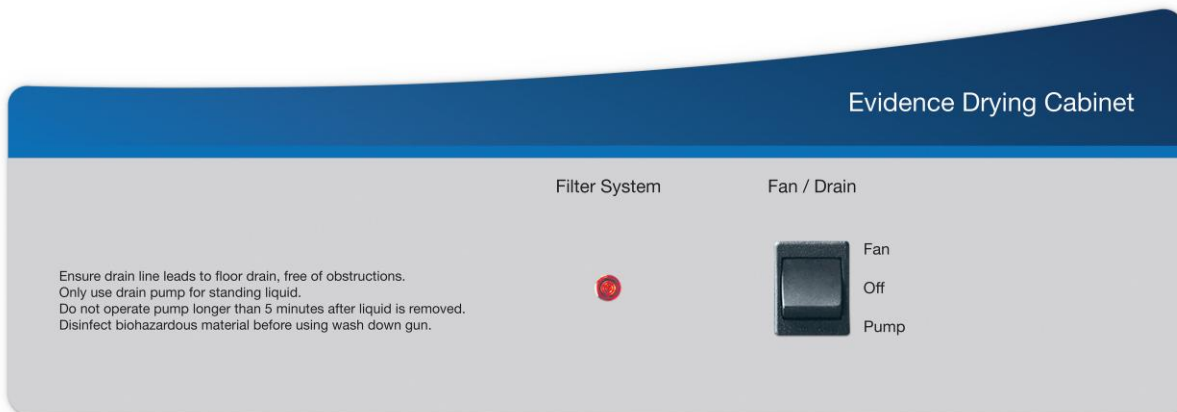 Evidence Drying Cabinet
Filter System
Fan / Drain
Fan
Off
Pump
Ensure drain line leads to floor drain, free of obstructions.
Only use drain pump for standing liquid.
Do not operate pump longer than 5 minutes after liquid is removed.
Disinfect biohazardous material before using wash down gun.